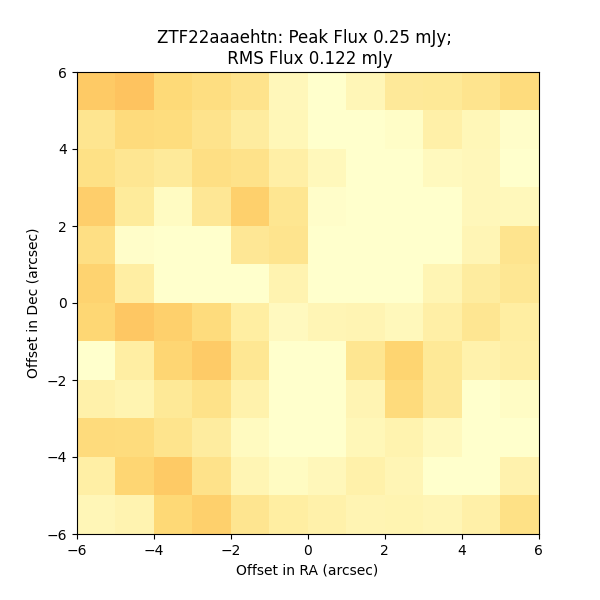 ZTF22aaaehtn: Peak Flux 0.25 mJy;
RMS Flux 0.122 mJy
6
4
2
0
−2
−4
−6
Offset in Dec (arcsec)
−6 −4 −2 0 2 4 6
Offset in RA (arcsec)